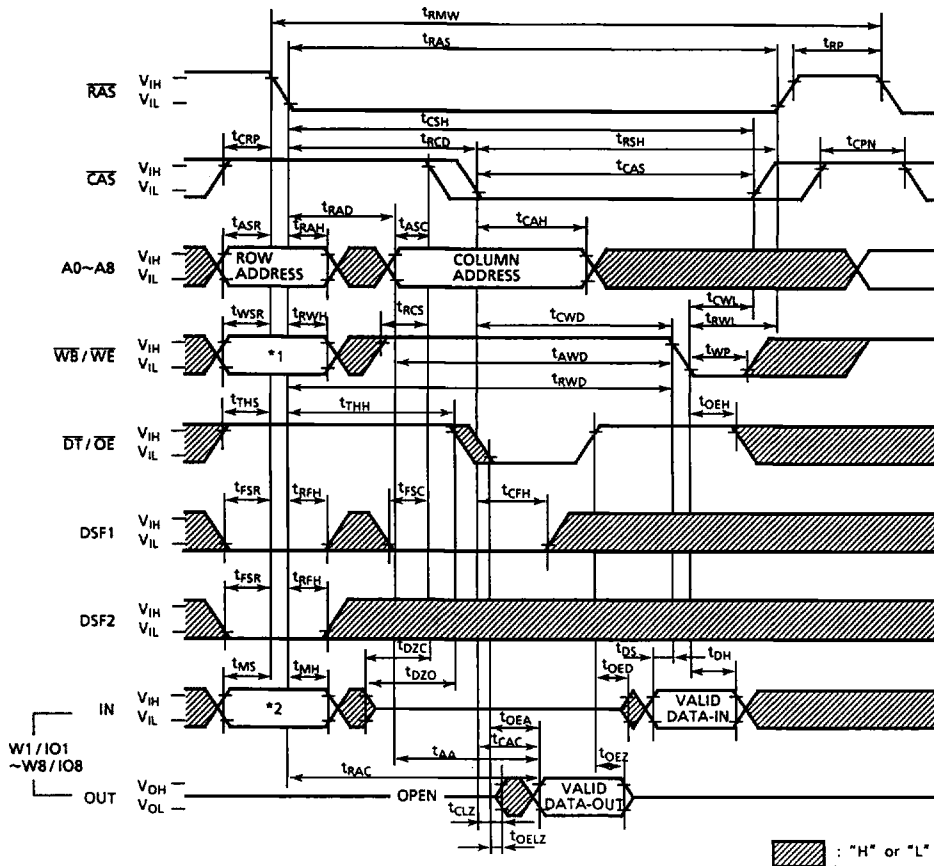 tRMW
tRAS
tRP
RAS
VIH
VIL
tCSH
tCRP
tRCD
tRSH
tCPN
CAS
VIH
VIL
tCAS
tRAD
tASR
tRAH
tASC
tCAH
A0~A8
VIH
VIL
ROW ADDRESS
COLUMN ADDRESS
tCWL
tWSR
tRWH
tRCS
tCWD
tRWL
WB / WE
VIH
VIL
*1
tAWD
tWP
tRWD
tTHS
tTHH
tOEH
DT / OE
VIH
VIL
tFSR
tRFH
tFSC
tCFH
DSF1
VIH
VIL
tFSR
tRFH
DSF2
VIH
VIL
tDZC
tDS
tDH
tMS
tMH
tDZO
tOED
IN
VIH
VIL
*2
VALID DATA-IN
tOEA
tCAC
tAA
tOEZ
W1 / IO1
~W8 / IO8
tRAC
OUT
VOH
VOL
OPEN
VALID DATA-OUT
tCLZ
tOELZ
: "H" or "L"